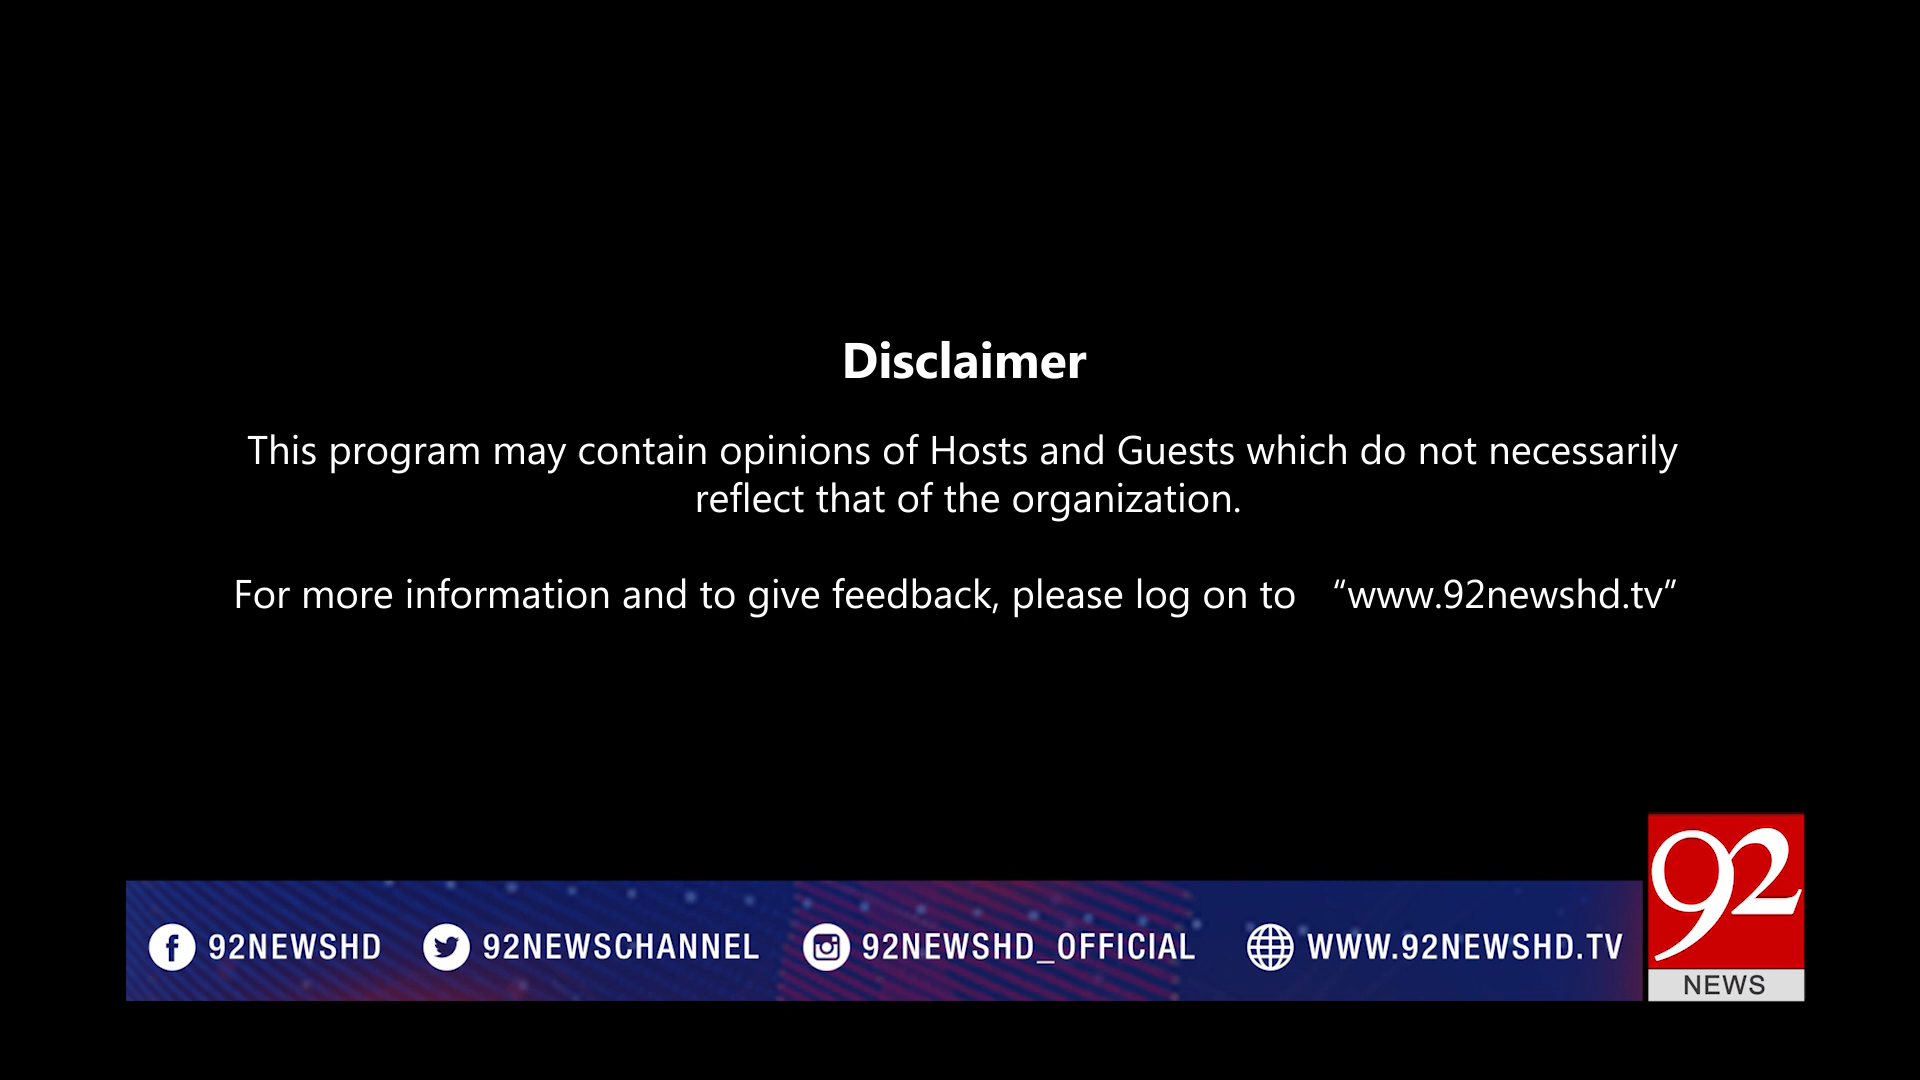 Disclaimer
This program may contain opinions of Hosts and Guests which do not necessarily
reflect that of the organization.
For more information and to give feedback, please log on to “www.92newshd.tv”
92NEWSHD 92NEWSCHANNEL 92NEWSHD_OFFICIAL WWW.92NEWSHD.TV
92
NEWS